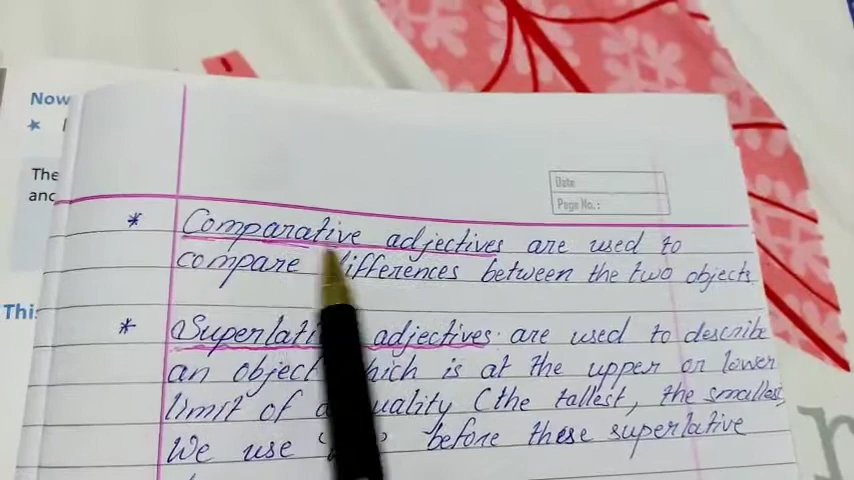 Now
The
anc
This
Date
Page No.:
* Comparative adjectives are used to
compare differences between the two objects.
* Superlati adjectives are used to describe
an object which is at the upper or lower
limit of a quality (the tallest, the smallest,
We use before these superlative